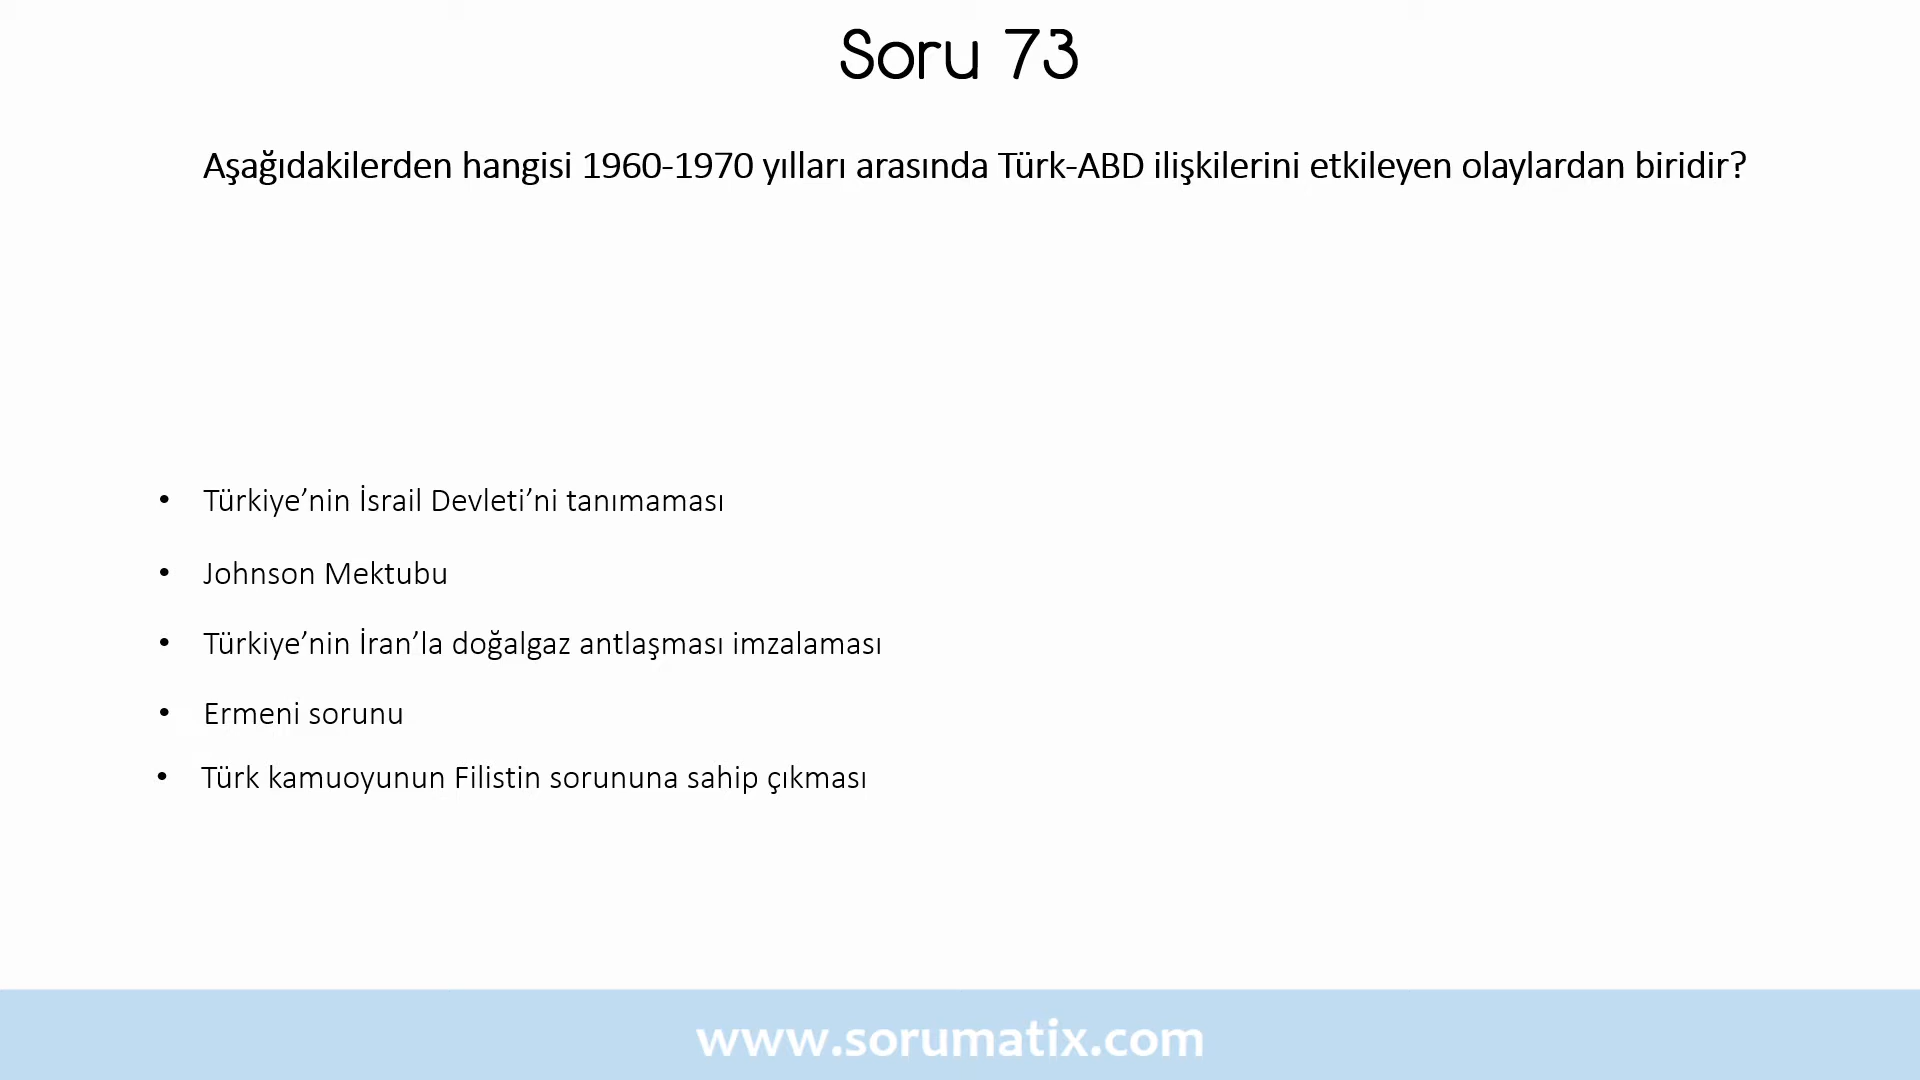 Soru 73
Aşağıdakilerden hangisi 1960-1970 yılları arasında Türk-ABD ilişkilerini etkileyen olaylardan biridir?
• Türkiye’nin İsrail Devleti’ni tanımaması
• Johnson Mektubu
• Türkiye’nin İran’la doğalgaz antlaşması imzalaması
• Ermeni sorunu
• Türk kamuoyunun Filistin sorununa sahip çıkması
www.sorumatix.com